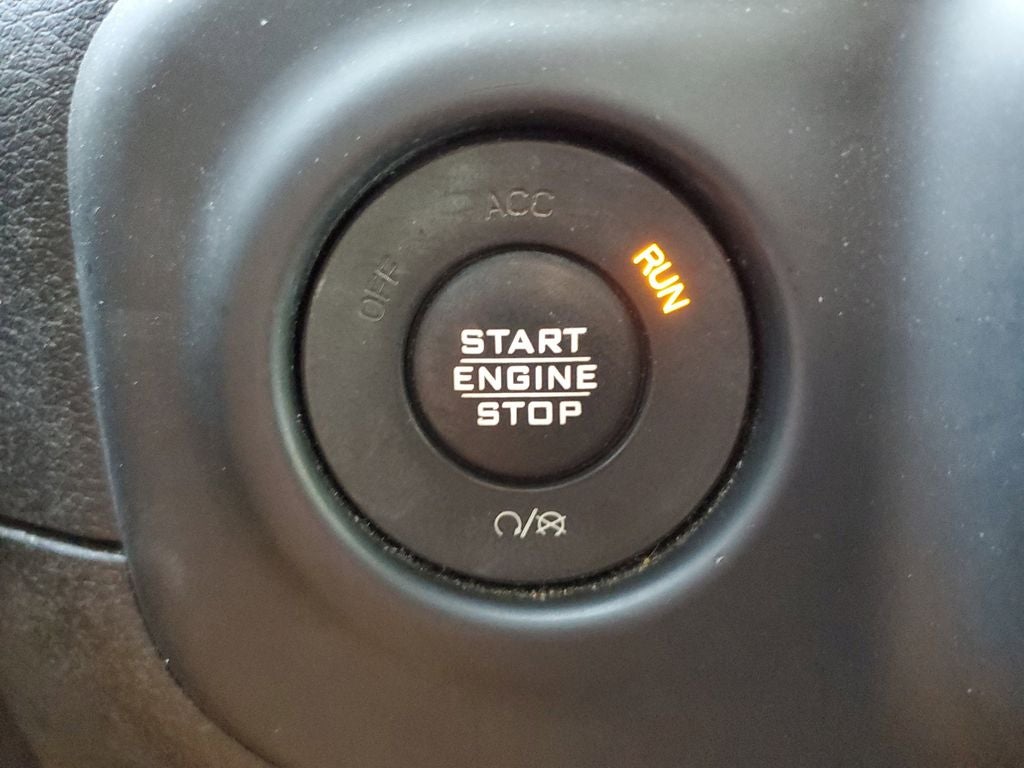 ACC
OFF
RUN
START
ENGINE
STOP